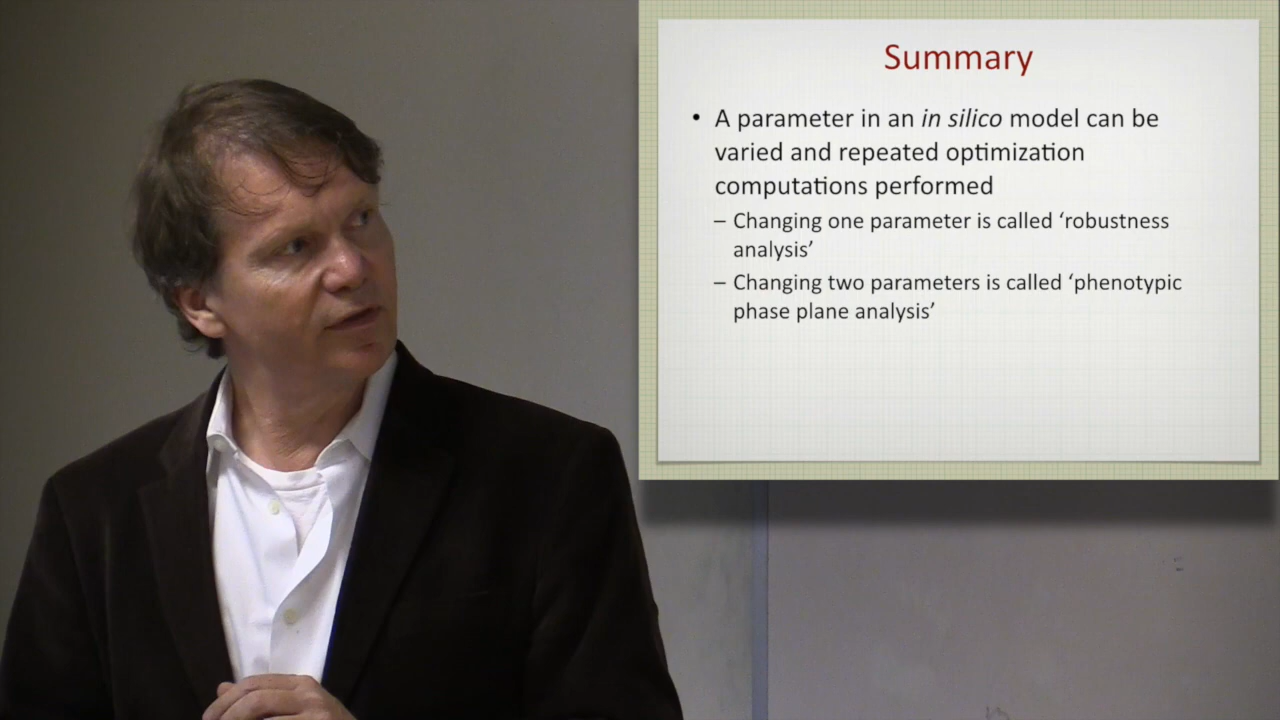 Summary
• A parameter in an in silico model can be
varied and repeated optimization
computations performed
– Changing one parameter is called ‘robustness
analysis’
– Changing two parameters is called ‘phenotypic
phase plane analysis’